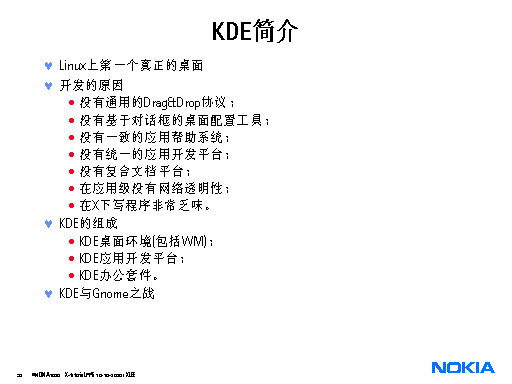 KDE简介
Linux上第一个真正的桌面
开发的原因
没有通用的Drag&Drop协议；
没有基于对话框的桌面配置工具；
没有一致的应用帮助系统；
没有统一的应用开发平台；
没有复合文档平台；
在应用级没有网络透明性；
在X下写程序非常乏味。
KDE的组成
KDE桌面环境(包括WM)；
KDE应用开发平台；
KDE办公套件。
KDE与Gnome之战
NOKIA